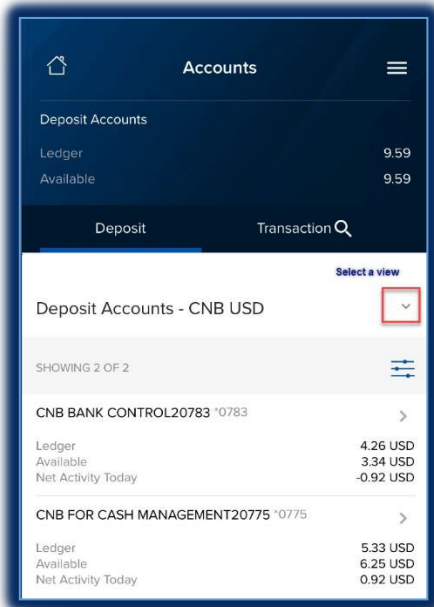 Accounts
Deposit Accounts
Ledger 9.59
Available 9.59
Deposit Transaction
Select a view
Deposit Accounts - CNB USD
SHOWING 2 OF 2
CNB BANK CONTROL20783 *0783
Ledger 4.26 USD
Available 3.34 USD
Net Activity Today -0.92 USD
CNB FOR CASH MANAGEMENT20775 *0775
Ledger 5.33 USD
Available 6.25 USD
Net Activity Today 0.92 USD